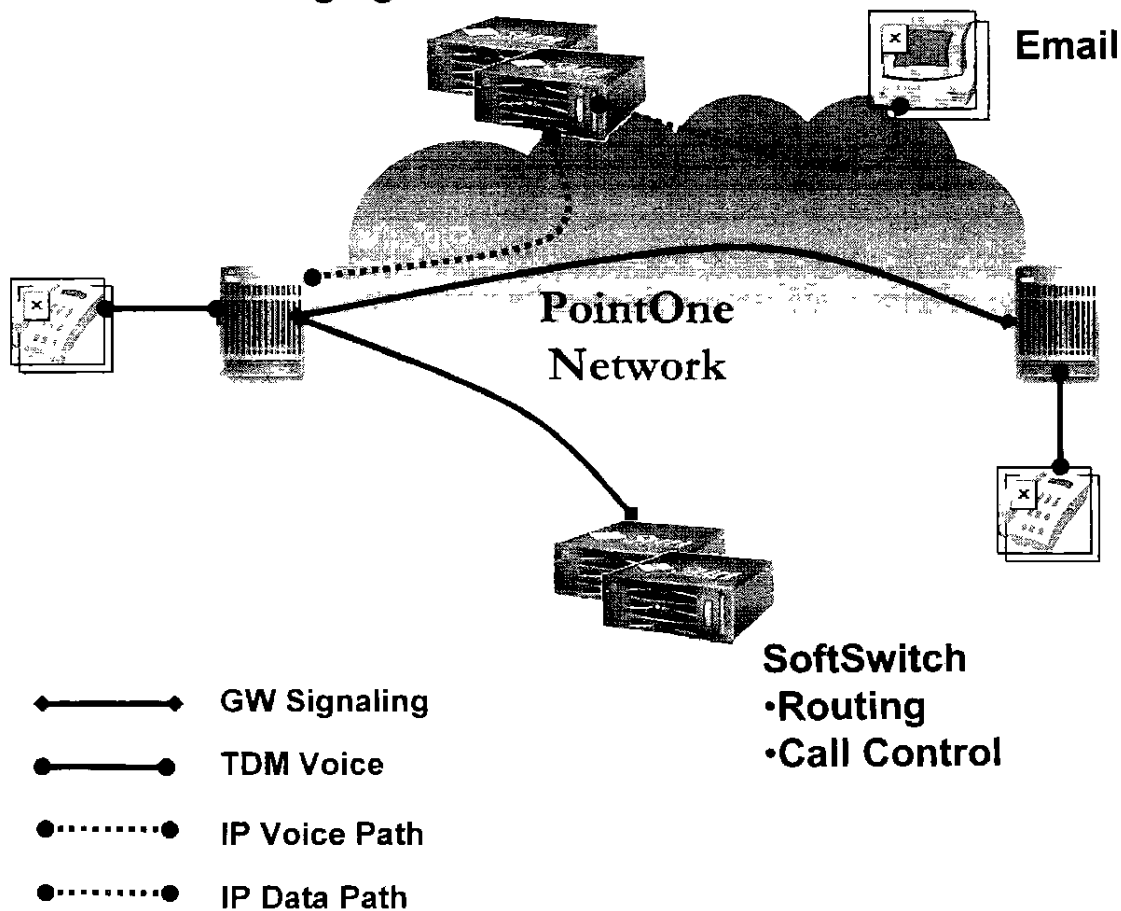 Email
PointOne
Network
SoftSwitch
•Routing
•Call Control
GW Signaling
TDM Voice
IP Voice Path
IP Data Path